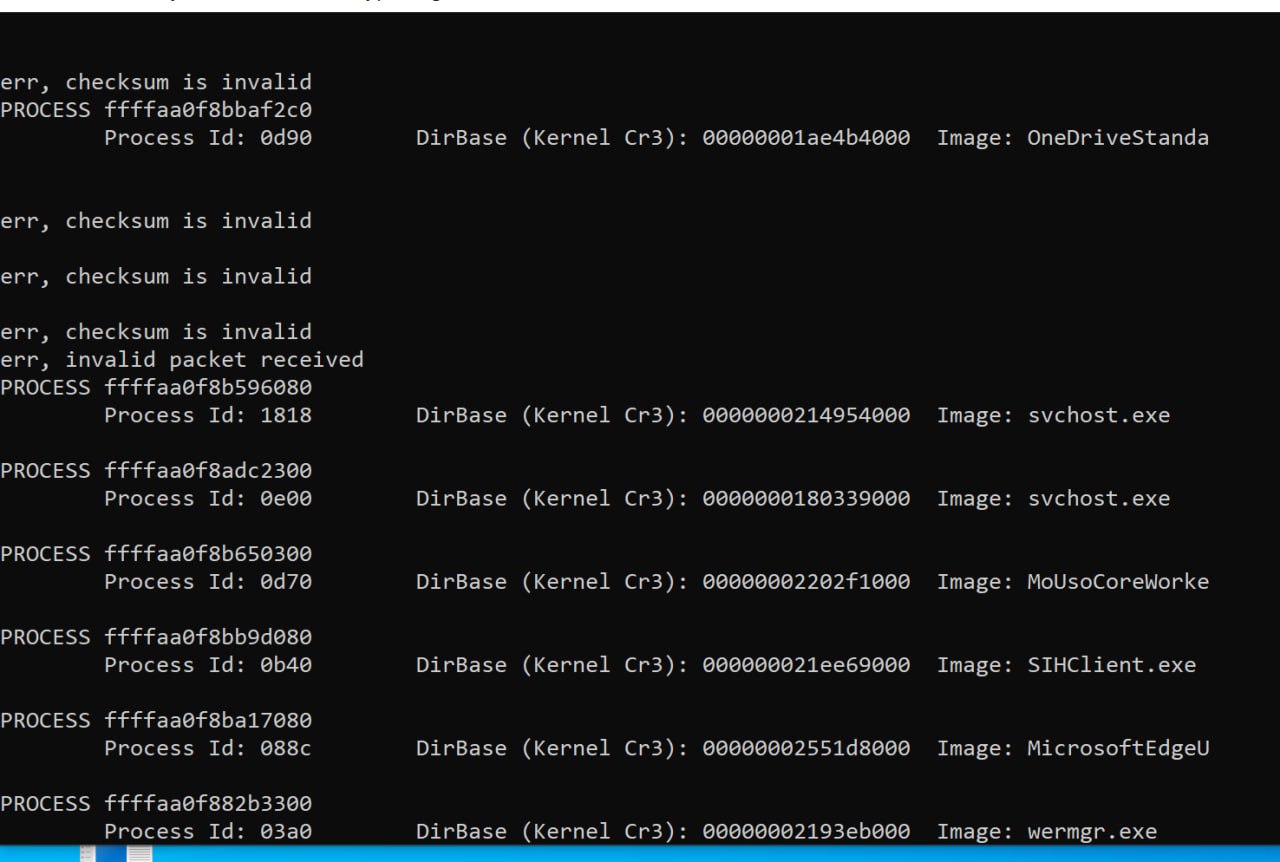 err, checksum is invalid
PROCESS ffffaa0f8bbaf2c0
Process Id: 0d90 DirBase (Kernel Cr3): 00000001ae4b4000 Image: OneDriveStanda
err, checksum is invalid
err, checksum is invalid
err, checksum is invalid
err, invalid packet received
PROCESS ffffaa0f8b596080
Process Id: 1818 DirBase (Kernel Cr3): 0000000214954000 Image: svchost.exe
PROCESS ffffaa0f8adc2300
Process Id: 0e00 DirBase (Kernel Cr3): 0000000180339000 Image: svchost.exe
PROCESS ffffaa0f8b650300
Process Id: 0d70 DirBase (Kernel Cr3): 00000002202f1000 Image: MoUsoCoreWorke
PROCESS ffffaa0f8bb9d080
Process Id: 0b40 DirBase (Kernel Cr3): 000000021ee69000 Image: SIHClient.exe
PROCESS ffffaa0f8ba17080
Process Id: 088c DirBase (Kernel Cr3): 00000002551d8000 Image: MicrosoftEdgeU
PROCESS ffffaa0f882b3300
Process Id: 03a0 DirBase (Kernel Cr3): 00000002193eb000 Image: wermgr.exe